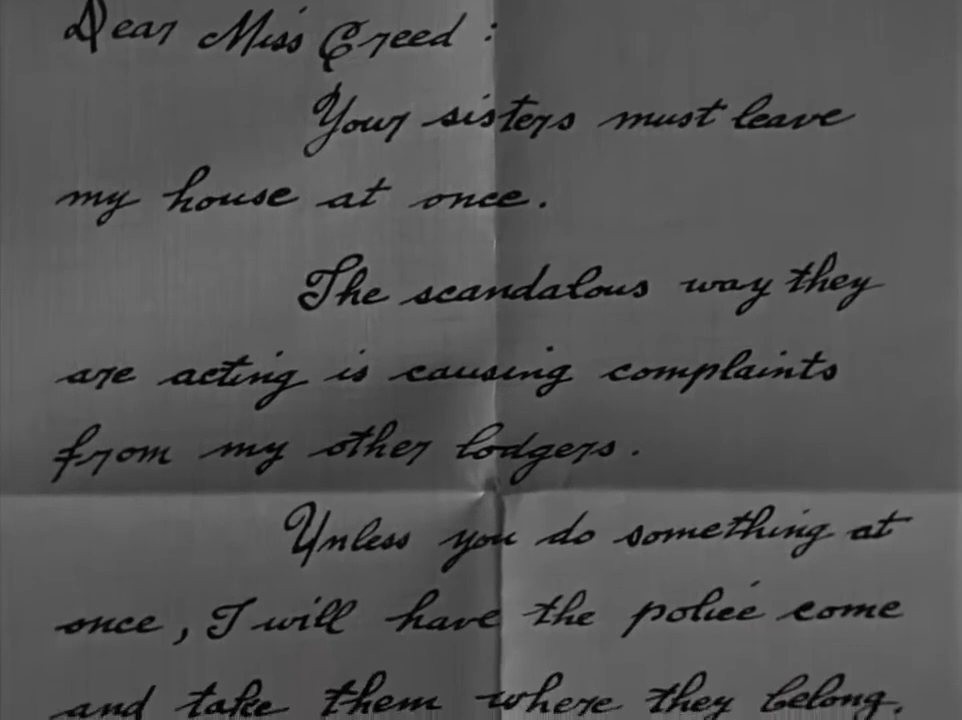 Dear Miss Creed :
Your sisters must leave
my house at once.
The scandalous way they
are acting is causing complaints
from my other lodgers.
Unless you do something at
once, I will have the police come
and take them where they belong.